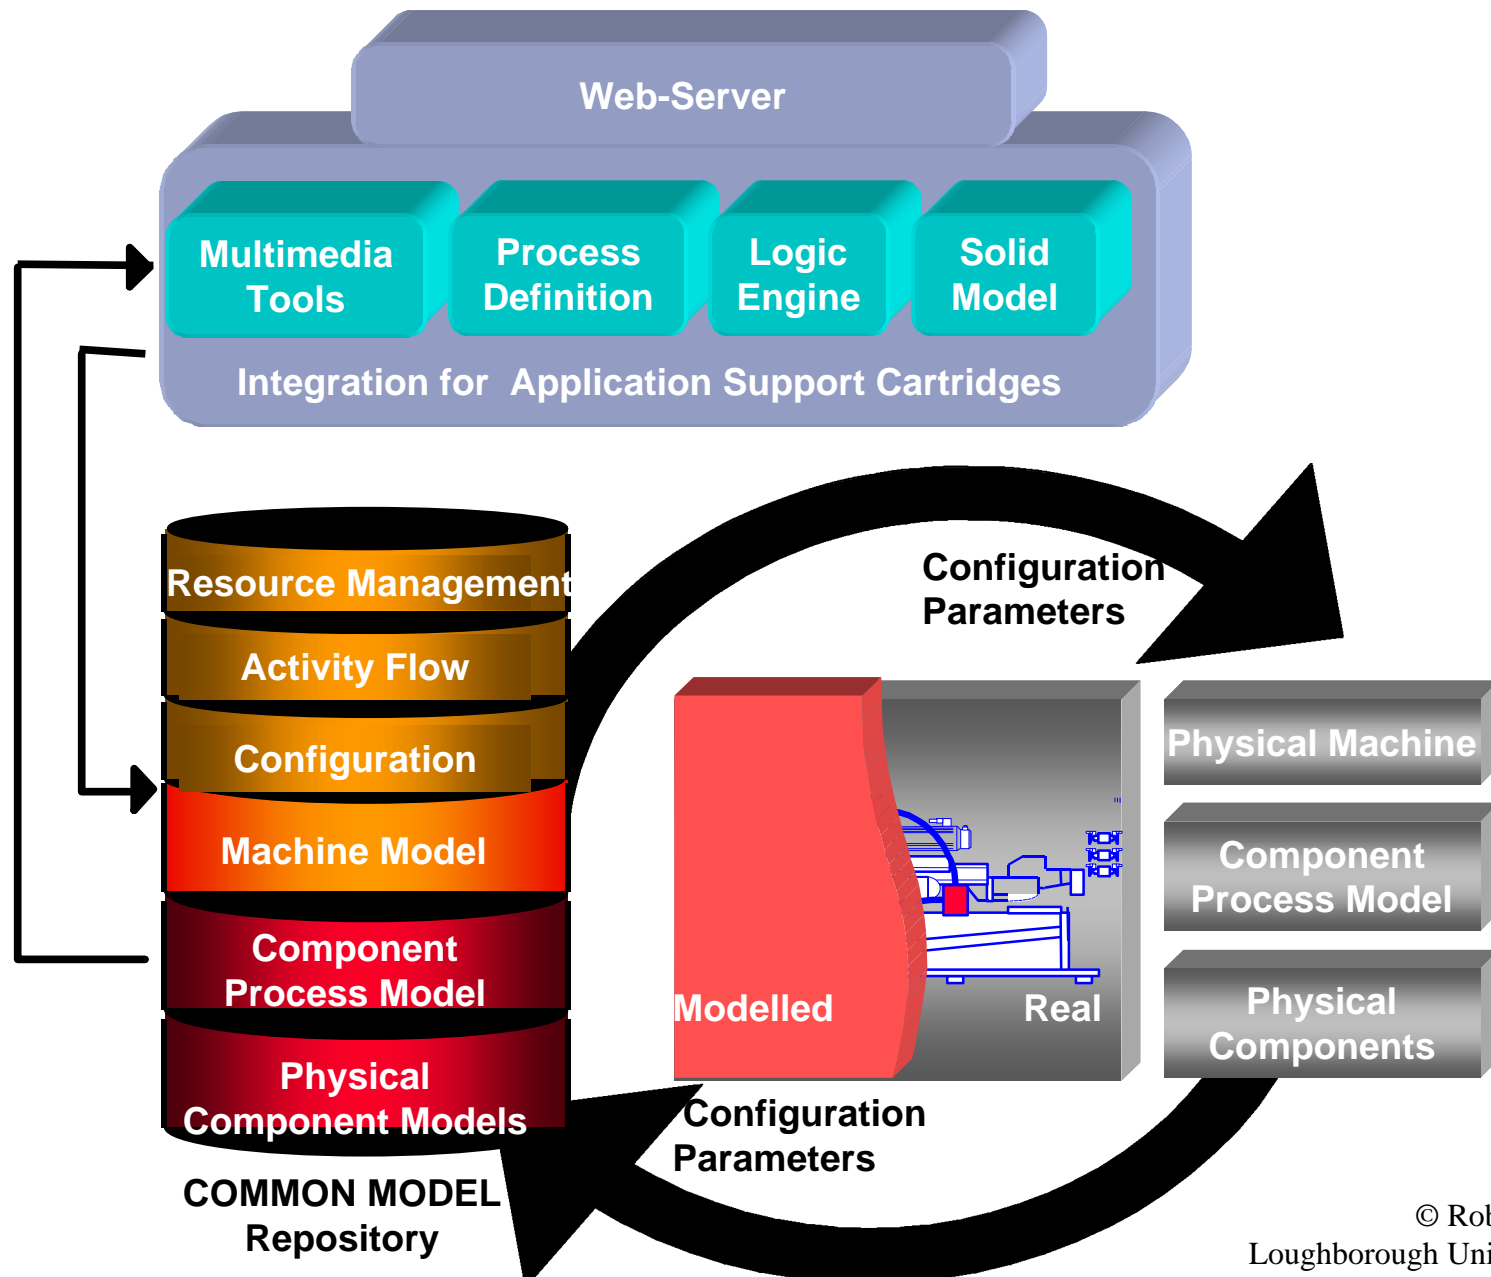 Web-Server
Multimedia
Tools
Process
Definition
Logic
Engine
Solid
Model
Integration for Application Support Cartridges
Resource Management
Activity Flow
Configuration
Machine Model
Component
Process Model
Physical
Component Models
COMMON MODEL
Repository
Configuration
Parameters
Modelled
Real
Configuration
Parameters
Physical Machine
Component
Process Model
Physical
Components
© Rob
Loughborough Uni